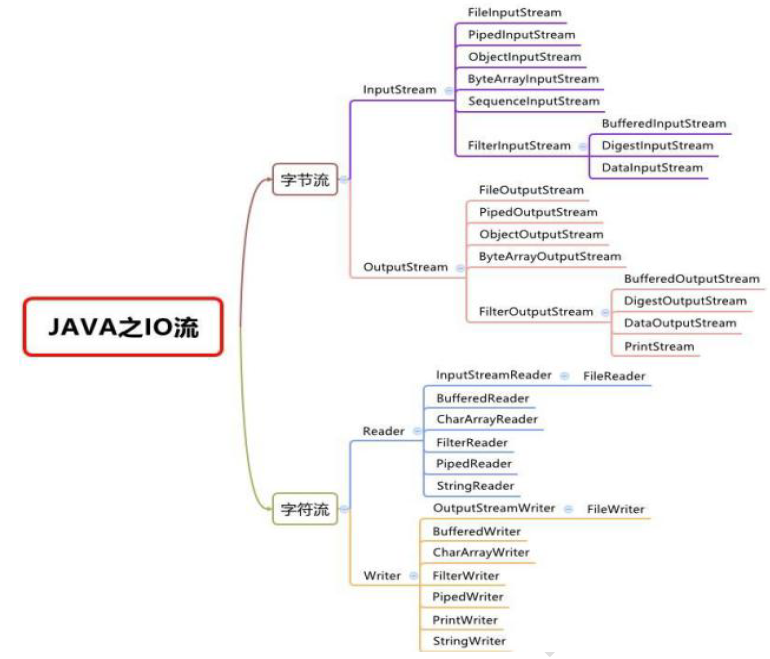 JAVA之IO流
字节流
InputStream
FileInputStream
PipedInputStream
ObjectInputStream
ByteArrayInputStream
SequenceInputStream
FilterInputStream
BufferedInputStream
DigestInputStream
DataInputStream
OutputStream
FileOutputStream
PipedOutputStream
ObjectOutputStream
ByteArrayOutputStream
FilterOutputStream
BufferedOutputStream
DigestOutputStream
DataOutputStream
PrintStream
字符流
Reader
InputStreamReader
FileReader
BufferedReader
CharArrayReader
FilterReader
PipedReader
StringReader
Writer
OutputStreamWriter
FileWriter
BufferedWriter
CharArrayWriter
FilterWriter
PipedWriter
PrintWriter
StringWriter